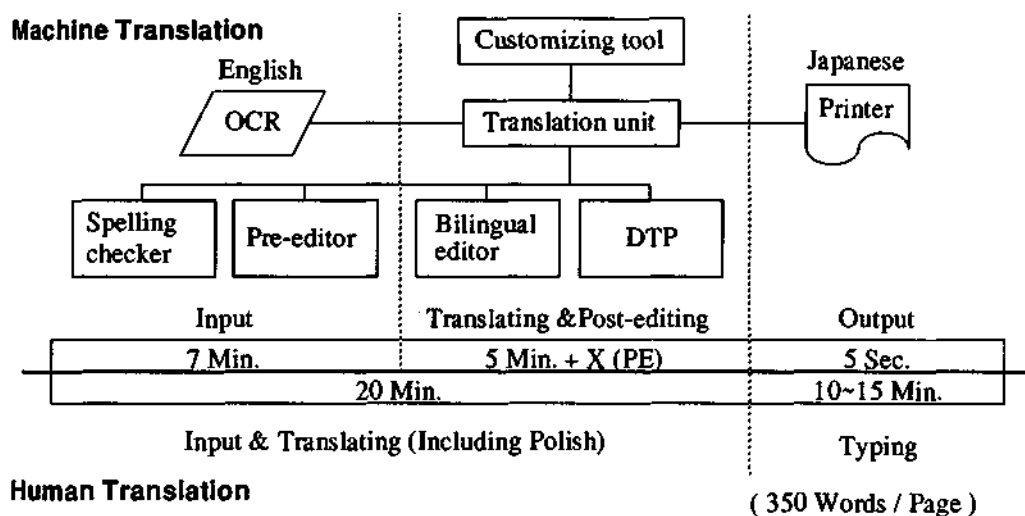 Machine Translation
Customizing tool
English
Japanese
OCR
Translation unit
Printer
Spelling
checker
Pre-editor
Bilingual
editor
DTP
Input
Translating &Post-editing
Output
7 Min.
5 Min. + X (PE)
5 Sec.
20 Min.
10~15 Min.
Input & Translating (Including Polish)
Typing
Human Translation
( 350 Words / Page )